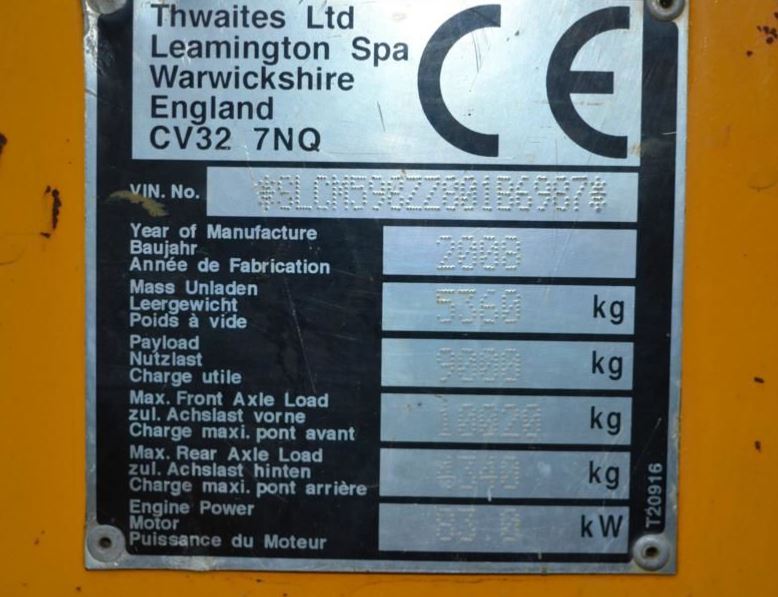 Thwaites Ltd
Leamington Spa
Warwickshire
England
CV32 7NQ
CE
VIN. No.
Year of Manufacture
Baujahr
Année de Fabrication
Mass Unladen
Leergewicht
Poids à vide
5360 kg
Payload
Nutzlast
Charge utile
9000 kg
Max. Front Axle Load
zul. Achslast vorne
Charge maxi. pont avant
10020 kg
Max. Rear Axle Load
zul. Achslast hinten
Charge maxi. pont arrière
kg
Engine Power
Motor
Puissance du Moteur
kW
T20916